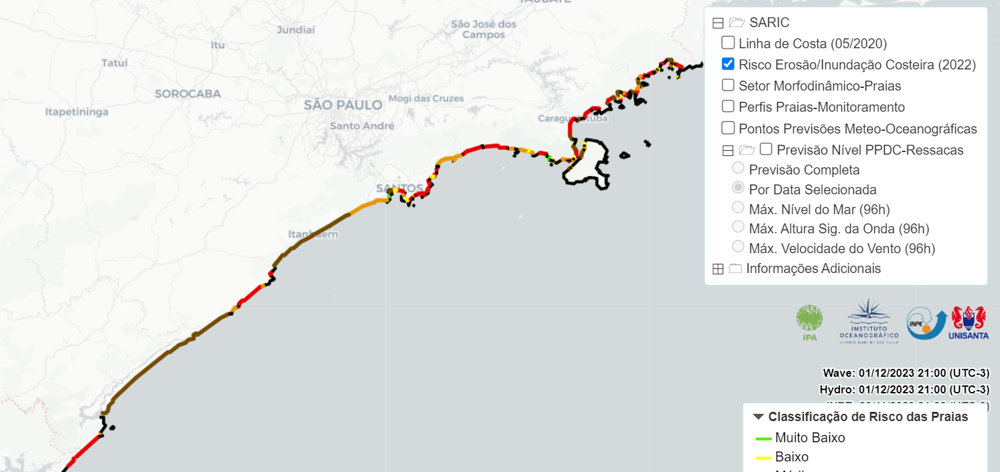 TAUBATÉ
São José dos
Campos
Jundiaí
Itu
Tatuí
SOROCABA
Mogi das Cruzes
SÃO PAULO
Itapetininga
Santo André
Caraguatatuba
SANTOS
Itanhaém
SARIC
Linha de Costa (05/2020)
Risco Erosão/Inundação Costeira (2022)
Setor Morfodinâmico-Praias
Perfis Praias-Monitoramento
Pontos Previsões Meteo-Oceanográficas
Previsão Nível PPDC-Ressacas
Previsão Completa
Por Data Selecionada
Máx. Nível do Mar (96h)
Máx. Altura Sig. da Onda (96h)
Máx. Velocidade do Vento (96h)
Informações Adicionais
IPA
INSTITUTO
OCEANOGRÁFICO
UNIVERSIDADE DE SÃO PAULO
INPE
UNISANTA
Wave: 01/12/2023 21:00 (UTC-3)
Hydro: 01/12/2023 21:00 (UTC-3)
Classificação de Risco das Praias
Muito Baixo
Baixo